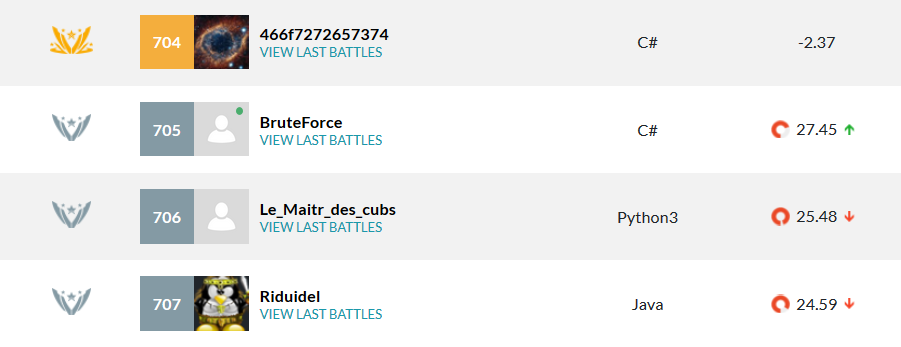 704
466f7272657374
VIEW LAST BATTLES
C#
-2.37
705
BruteForce
VIEW LAST BATTLES
C#
27.45
706
Le_Maitr_des_cubs
VIEW LAST BATTLES
Python3
25.48
707
Riduidel
VIEW LAST BATTLES
Java
24.59